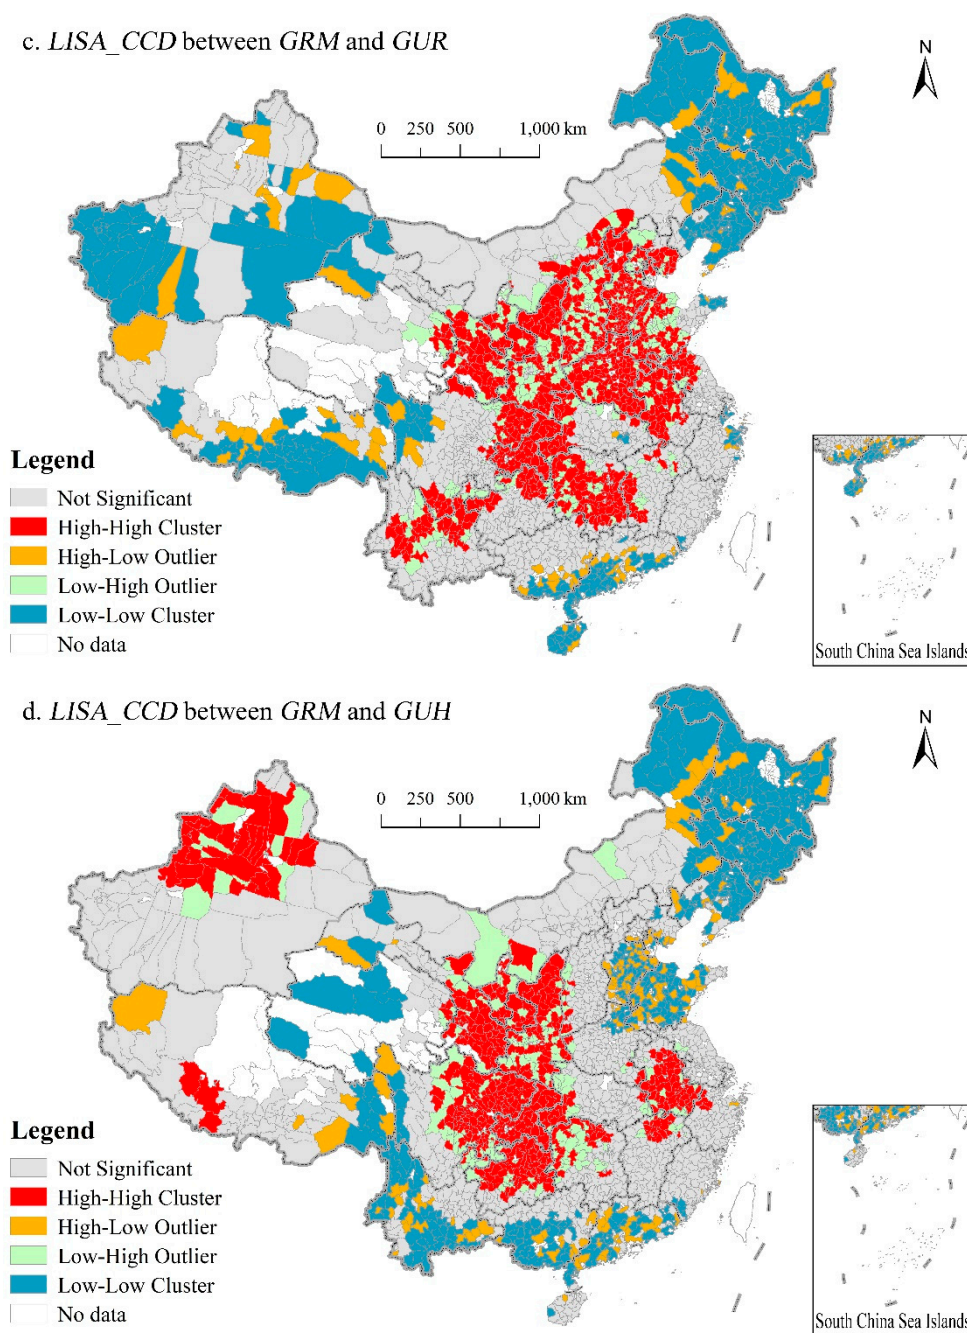 c. LISA_CCD between GRM and GUR
N
0 250 500 1,000 km
Legend
Not Significant
High-High Cluster
High-Low Outlier
Low-High Outlier
Low-Low Cluster
No data
South China Sea Islands
d. LISA_CCD between GRM and GUH
N
0 250 500 1,000 km
Legend
Not Significant
High-High Cluster
High-Low Outlier
Low-High Outlier
Low-Low Cluster
No data
South China Sea Islands